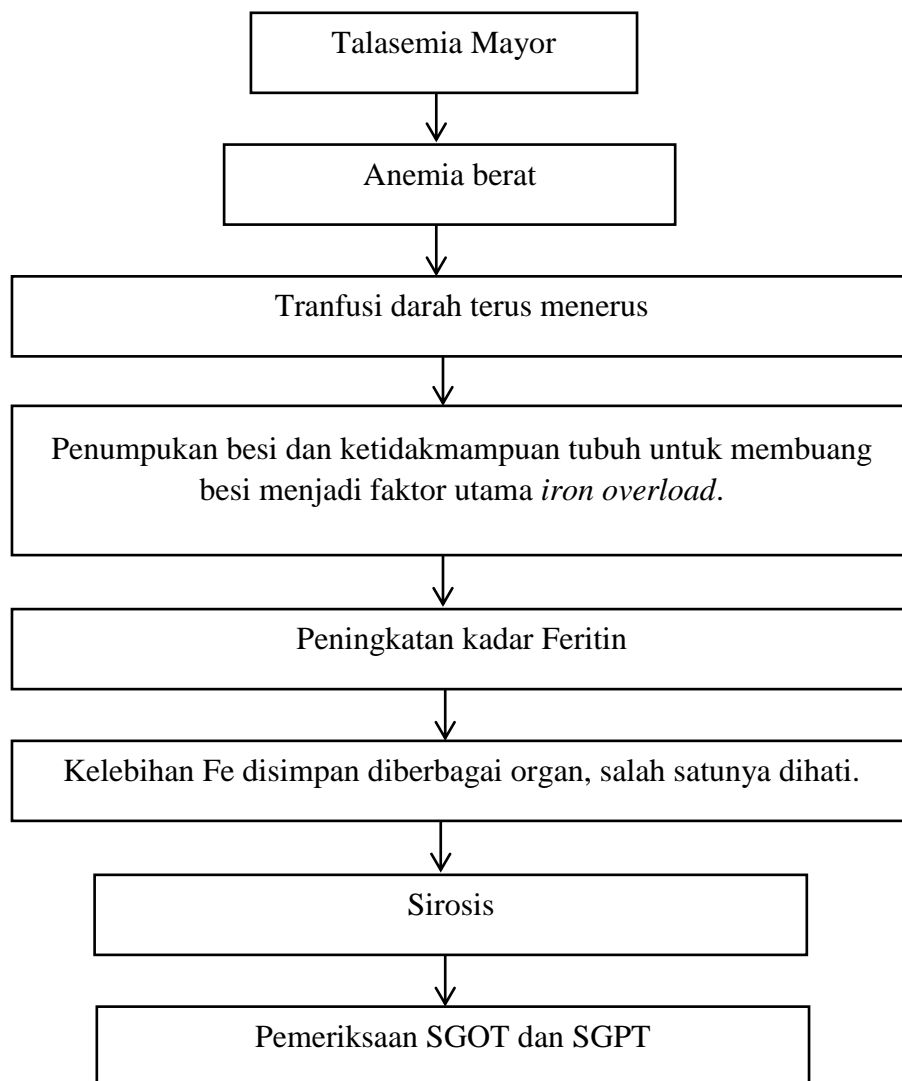 Talasemia Mayor
Anemia berat
Tranfusi darah terus menerus
Penumpukan besi dan ketidakmampuan tubuh untuk membuang
besi menjadi faktor utama iron overload.
Peningkatan kadar Feritin
Kelebihan Fe disimpan diberbagai organ, salah satunya dihati.
Sirosis
Pemeriksaan SGOT dan SGPT